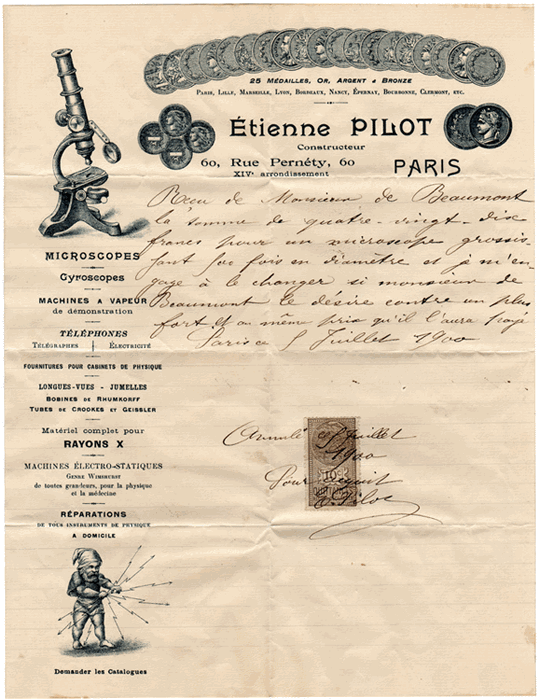 25 MÉDAILLES, OR, ARGENT & BRONZE
PARIS, LILLE, MARSEILLE, LYON, BORDEAUX, NANCY, ÉPERNAY, BOURBONNE, CLERMONT, ETC.
Étienne PILOT
Constructeur
60, Rue Pernéty, 60
XIVe arrondissement
PARIS
Reçu de Monsieur de Beaumont
la somme de quatre-vingt-dix
francs pour un microscope grossis-
sant fois en diamètre et je m'en-
gage à le changer si monsieur de
Beaumont le désire contre un plus
fort au même prix qu'il l'aura payé
Paris ce 5 Juillet 1900
MICROSCOPES
Gyroscopes
MACHINES A VAPEUR
de démonstration
TÉLÉPHONES
TÉLÉGRAPHES ÉLECTRICITÉ
FOURNITURES POUR CABINETS DE PHYSIQUE
LONGUES-VUES - JUMELLES
BOBINES DE RHUMKORFF
TUBES DE CROOKES ET GEISSLER
Matériel complet pour
RAYONS X
MACHINES ÉLECTRO-STATIQUES
GENRE WIMSHURST
de toutes grandeurs, pour la physique
et la médecine
RÉPARATIONS
DE TOUS INSTRUMENTS DE PHYSIQUE
A DOMICILE
Demander les Catalogues
Annulé 5 Juillet
1900
10 c
Pour acquit
E. Pilot